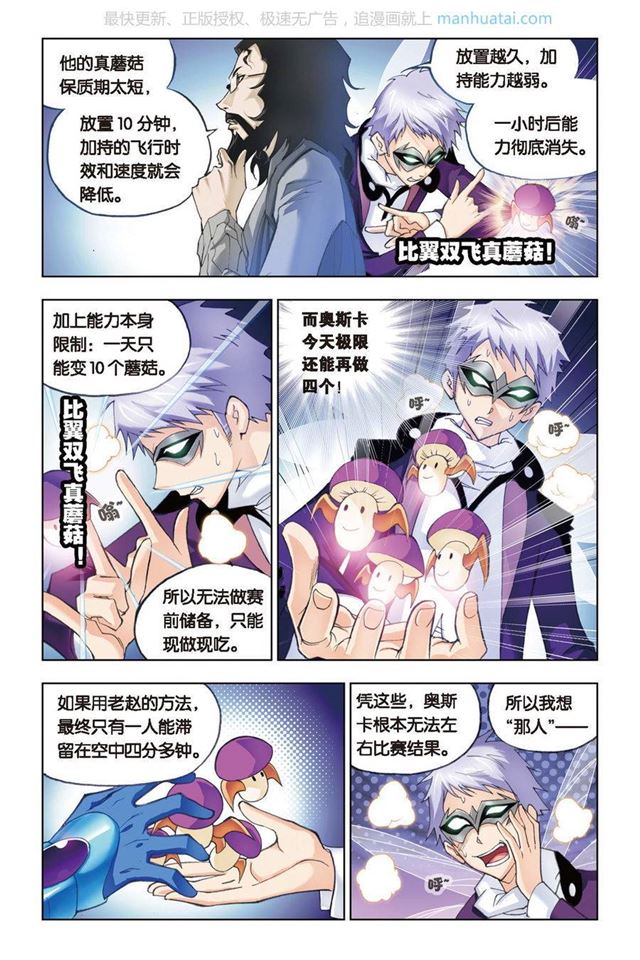 最快更新、正版授权、极速无广告，追漫画就上 manhuatai.com
他的真蘑菇
保质期太短，
放置10分钟，
加持的飞行时
效和速度就会
降低。
放置越久，加
持能力越弱。
一小时后能
力彻底消失。
嗡~
比翼双飞真蘑菇！
加上能力本身
限制：一天只
能变10个蘑菇。
比翼双飞真蘑菇！
嗡~
所以无法做赛
前储备，只能
现做现吃。
而奥斯卡
今天极限
还能再做
四个！
呼~
呼~
如果用老赵的方法，
最终只有一人能滞
留在空中四分多钟。
凭这些，奥斯
卡根本无法左
右比赛结果。
所以我想
“那人”——
呼~